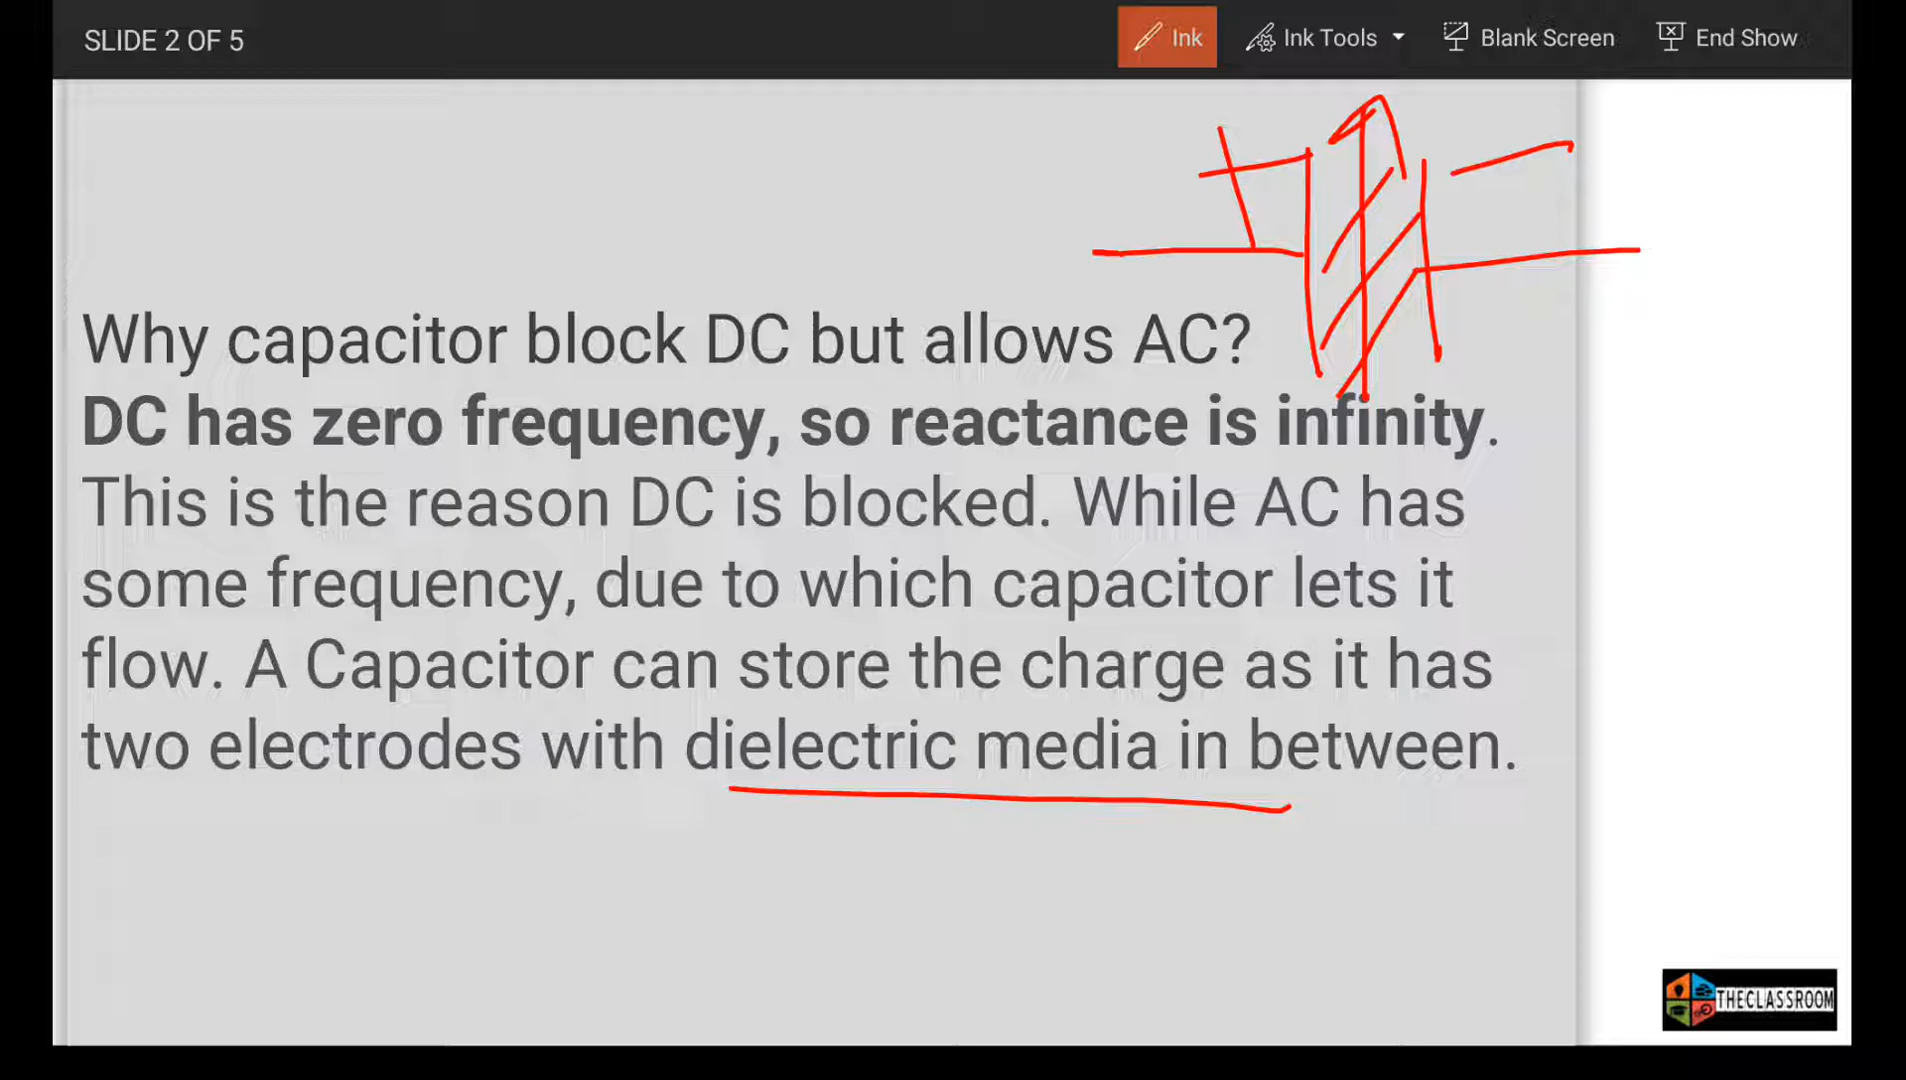 SLIDE 2 OF 5
Ink
Ink Tools
Blank Screen
End Show
Why capacitor block DC but allows AC?
DC has zero frequency, so reactance is infinity.
This is the reason DC is blocked. While AC has
some frequency, due to which capacitor lets it
flow. A Capacitor can store the charge as it has
two electrodes with dielectric media in between.
THECLASSROOM